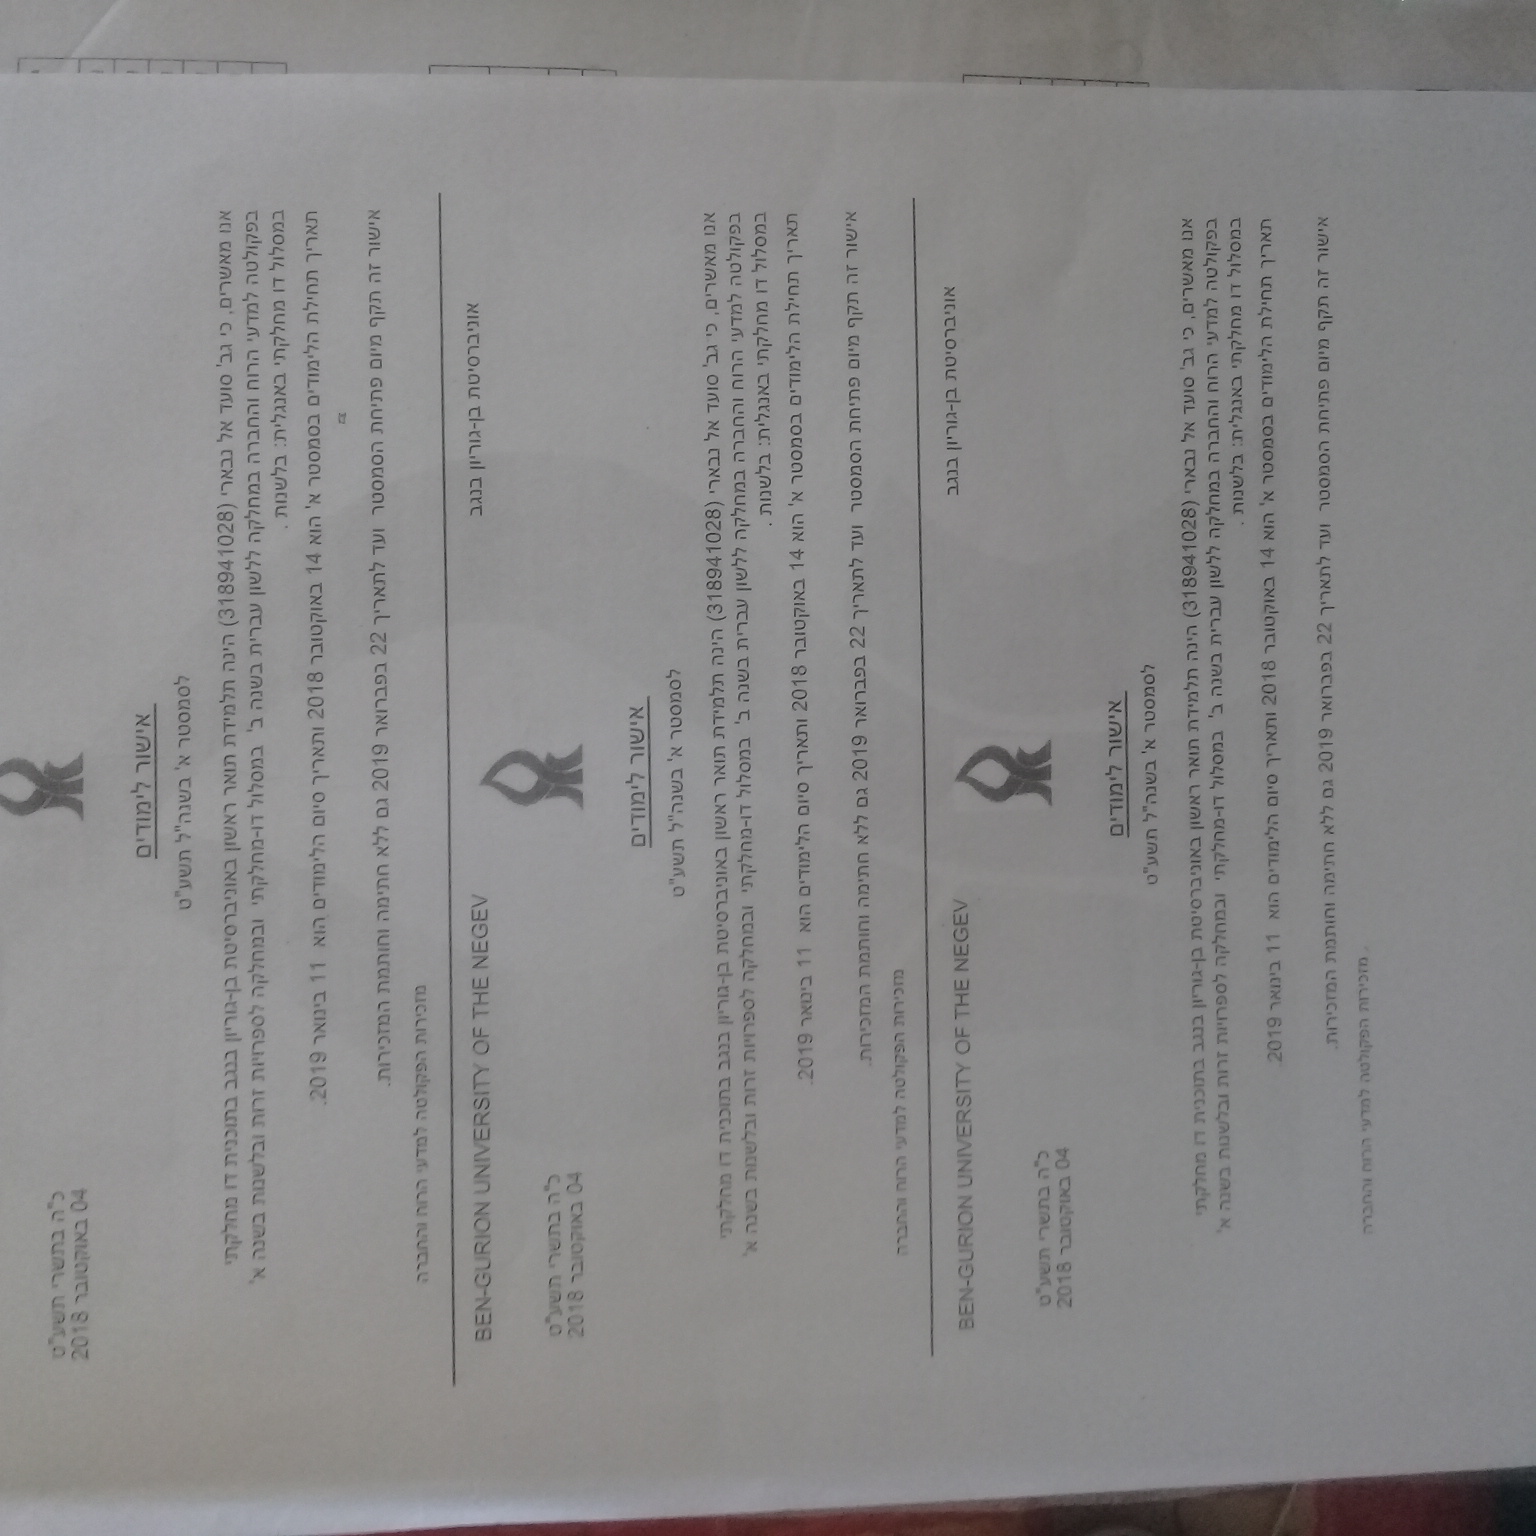 כ"ה בתשרי תשע"ט
04 באוקטובר 2018
אישור לימודים
לסמסטר א' בשנה"ל תשע"ט
אנו מאשרים, כי גב' סועד אל נבארי (318941028) הינה תלמידת תואר ראשון באוניברסיטת בן-גוריון בנגב בתוכנית דו מחלקתי
בפקולטה למדעי הרוח והחברה במחלקה ללשון עברית בשנה ב' במסלול דו-מחלקתי ובמחלקה לספרויות זרות ובלשנות בשנה א'
במסלול דו מחלקתי באנגלית: בלשנות .
תאריך תחילת הלימודים בסמסטר א' הוא 14 באוקטובר 2018 ותאריך סיום הלימודים הוא 11 בינואר 2019.
אישור זה תקף מיום פתיחת הסמסטר ועד לתאריך 22 בפברואר 2019 גם ללא חתימה וחותמת המזכירות.
מזכירות הפקולטה למדעי הרוח והחברה
אוניברסיטת בן-גוריון בנגב BEN-GURION UNIVERSITY OF THE NEGEV
כ"ה בתשרי תשע"ט
04 באוקטובר 2018
אישור לימודים
לסמסטר א' בשנה"ל תשע"ט
אנו מאשרים, כי גב' סועד אל נבארי (318941028) הינה תלמידת תואר ראשון באוניברסיטת בן-גוריון בנגב בתוכנית דו מחלקתי
בפקולטה למדעי הרוח והחברה במחלקה ללשון עברית בשנה ב' במסלול דו-מחלקתי ובמחלקה לספרויות זרות ובלשנות בשנה א'
במסלול דו מחלקתי באנגלית: בלשנות .
תאריך תחילת הלימודים בסמסטר א' הוא 14 באוקטובר 2018 ותאריך סיום הלימודים הוא 11 בינואר 2019.
אישור זה תקף מיום פתיחת הסמסטר ועד לתאריך 22 בפברואר 2019 גם ללא חתימה וחותמת המזכירות.
מזכירות הפקולטה למדעי הרוח והחברה
אוניברסיטת בן-גוריון בנגב BEN-GURION UNIVERSITY OF THE NEGEV
כ"ה בתשרי תשע"ט
04 באוקטובר 2018
אישור לימודים
לסמסטר א' בשנה"ל תשע"ט
אנו מאשרים, כי גב' סועד אל נבארי (318941028) הינה תלמידת תואר ראשון באוניברסיטת בן-גוריון בנגב בתוכנית דו מחלקתי
בפקולטה למדעי הרוח והחברה במחלקה ללשון עברית בשנה ב' במסלול דו-מחלקתי ובמחלקה לספרויות זרות ובלשנות בשנה א'
במסלול דו מחלקתי באנגלית: בלשנות .
תאריך תחילת הלימודים בסמסטר א' הוא 14 באוקטובר 2018 ותאריך סיום הלימודים הוא 11 בינואר 2019.
אישור זה תקף מיום פתיחת הסמסטר ועד לתאריך 22 בפברואר 2019 גם ללא חתימה וחותמת המזכירות.
מזכירות הפקולטה למדעי הרוח והחברה